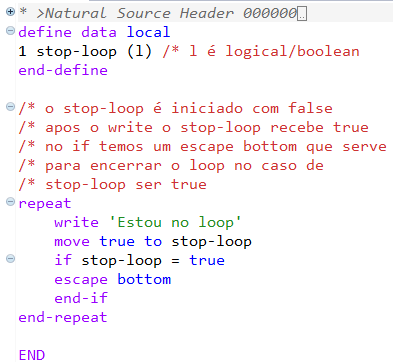 * >Natural Source Header 000000..
define data local
1 stop-loop (l) /* l é logical/boolean
end-define
/* o stop-loop é iniciado com false
/* apos o write o stop-loop recebe true
/* no if temos um escape bottom que serve
/* para encerrar o loop no caso de
/* stop-loop ser true
repeat
write 'Estou no loop'
move true to stop-loop
if stop-loop = true
escape bottom
end-if
end-repeat
END